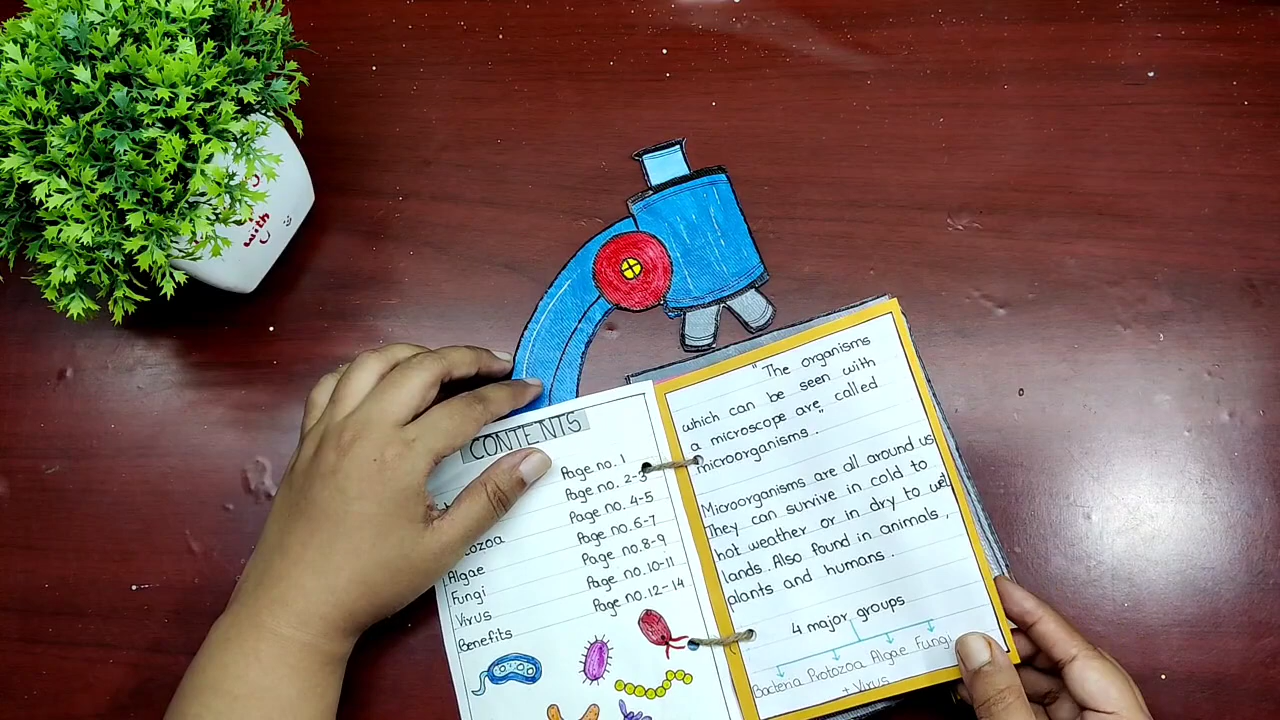 with
CONTENTS
Page no. 1
Page no. 2-3
Page no. 4-5
Page no.6-7
Algae Page no.8-9
Fungi Page no.10-11
Virus Page no.12-14
Benefits
"The organisms
which can be seen with
a microscope are" called
microorganisms.
Microorganisms are all around us
They can survive in cold to
hot weather or in dry to wet
lands. Also found in animals,
plants and humans.
4 major groups
Bacteria Protozoa Algae Fungi
+ Virus